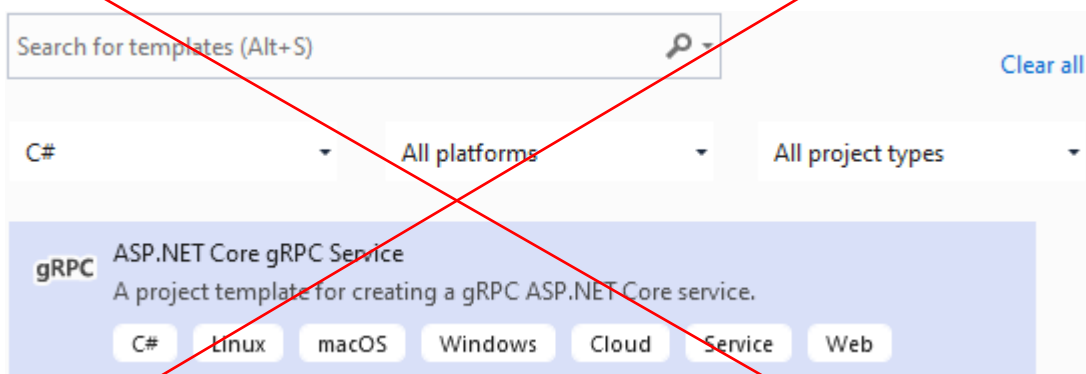 Search for templates (Alt+S)
Clear all
C# All platforms All project types
gRPC
ASP.NET Core gRPC Service
A project template for creating a gRPC ASP.NET Core service.
C# Linux macOS Windows Cloud Service Web